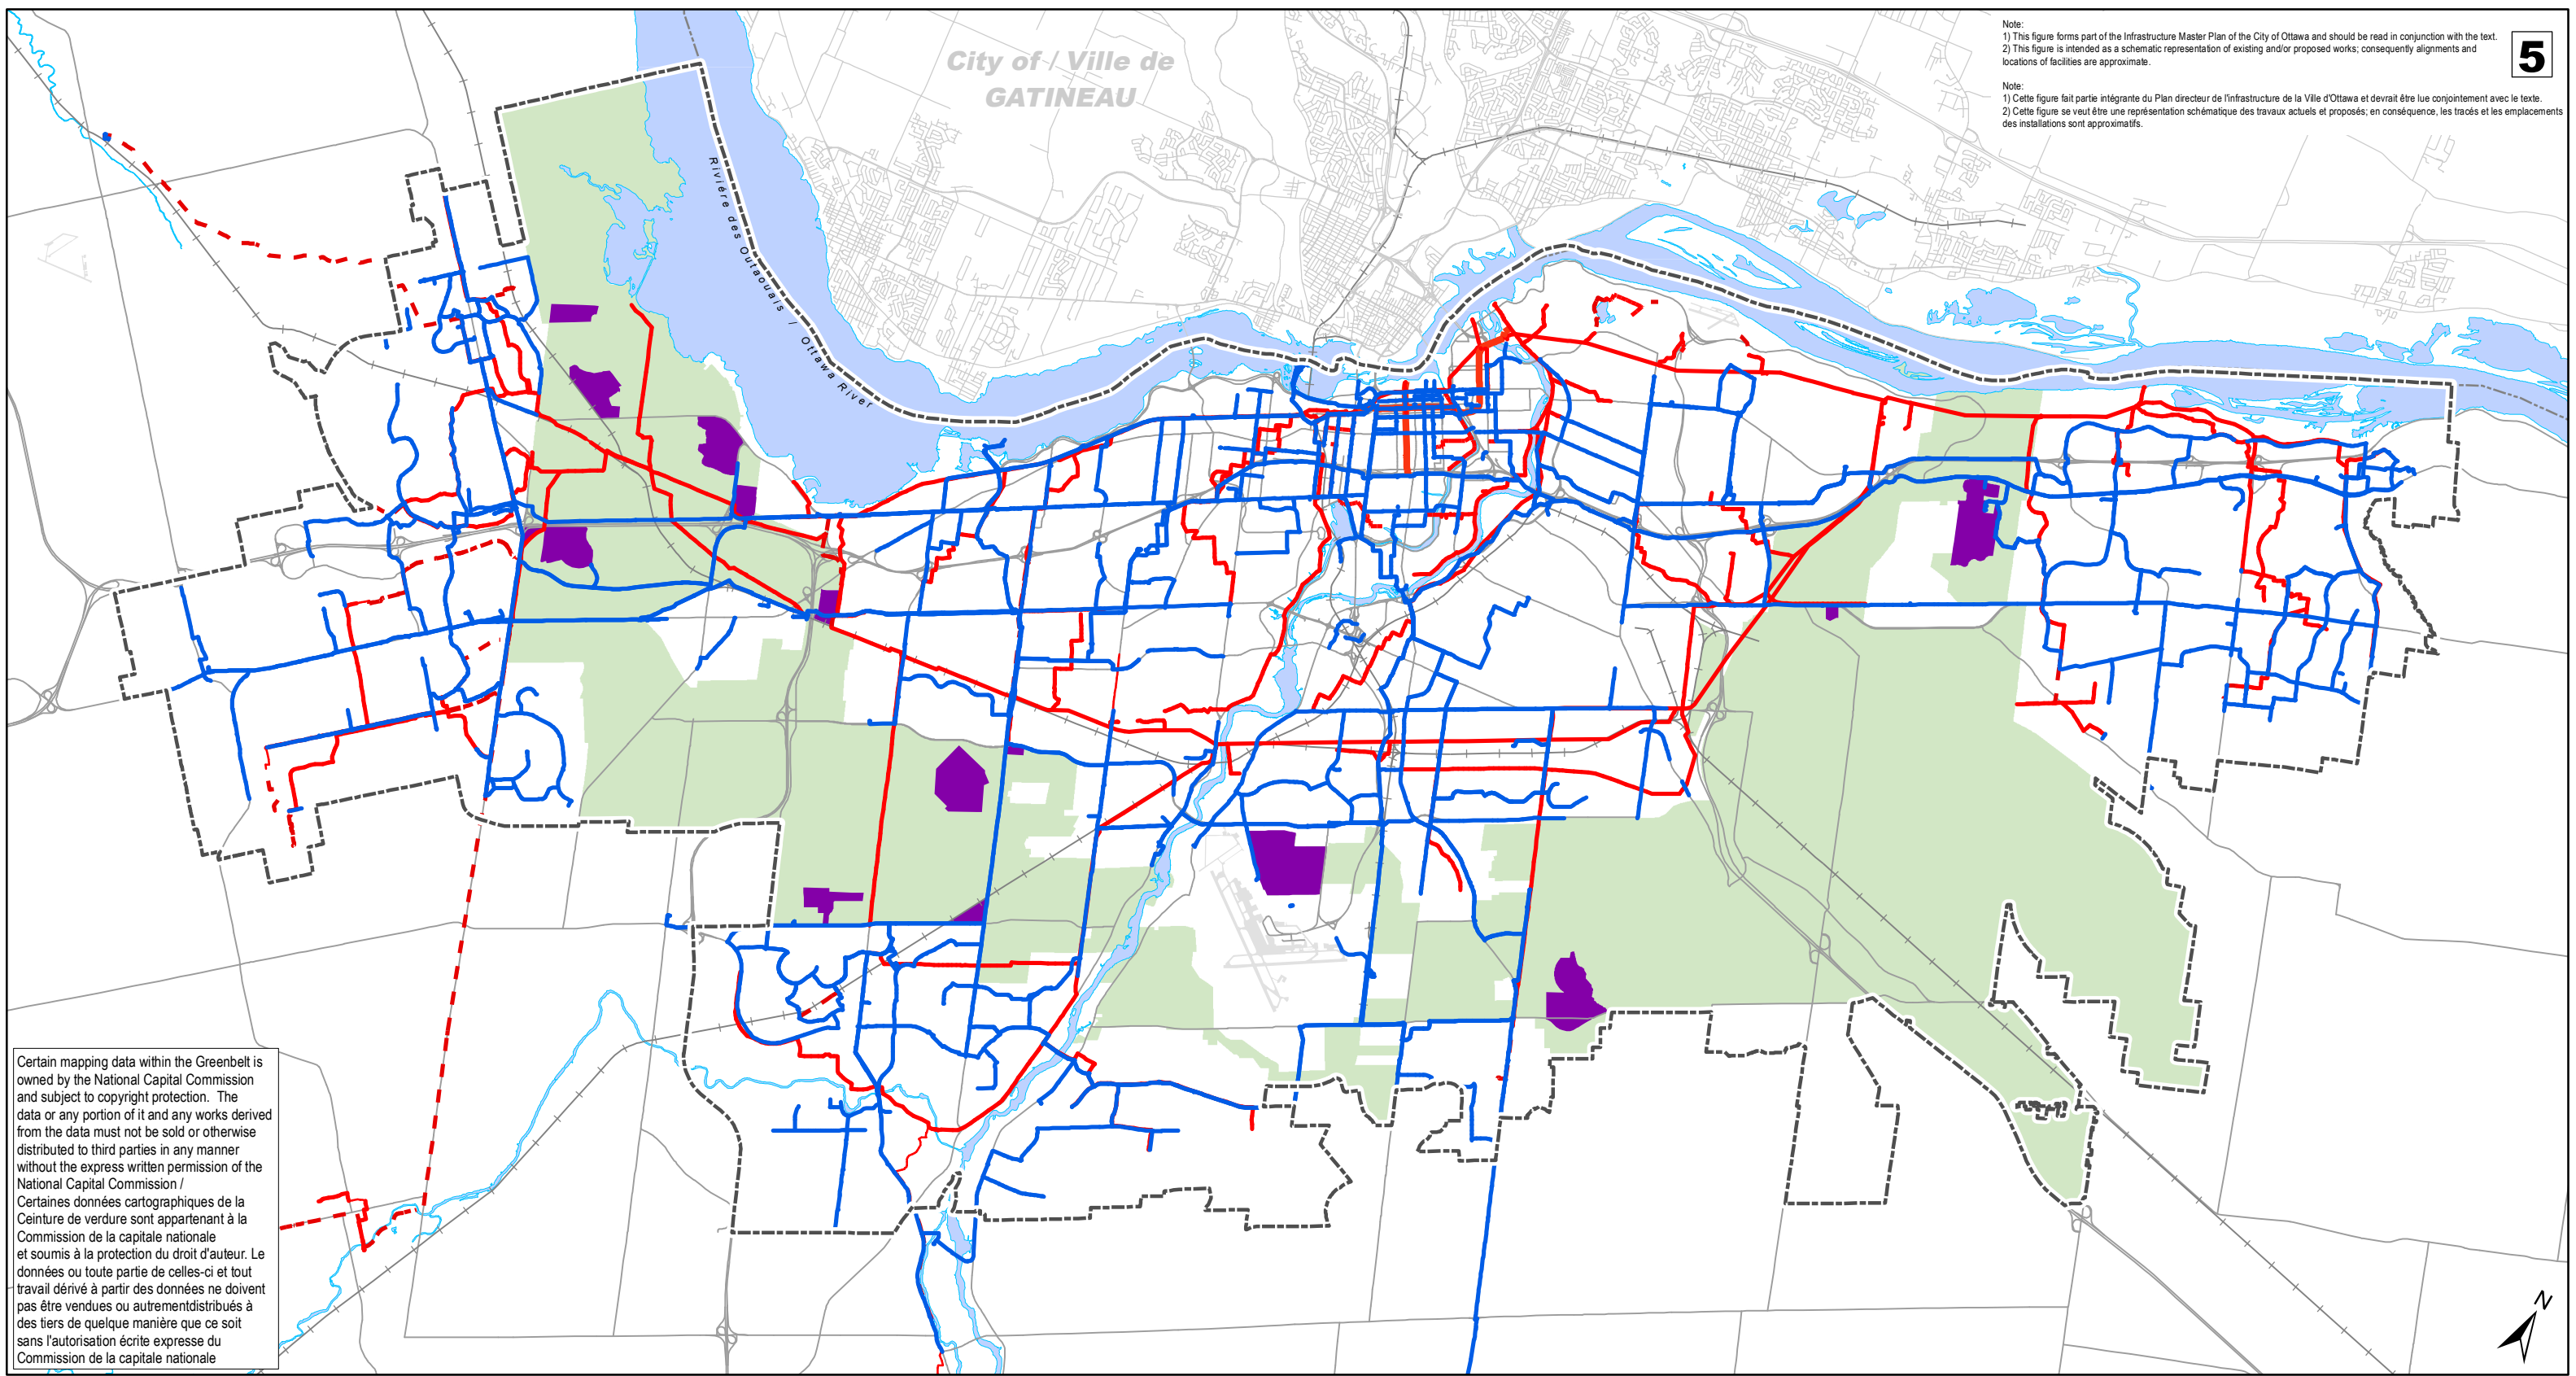 City of / Ville de
GATINEAU
Note:
1) This figure forms part of the Infrastructure Master Plan of the City of Ottawa and should be read in conjunction with the text.
2) This figure is intended as a schematic representation of existing and/or proposed works; consequently alignments and
locations of facilities are approximate.
Note:
1) Cette figure fait partie intégrante du Plan directeur de l'infrastructure de la Ville d'Ottawa et devrait être lue conjointement avec le texte.
2) Cette figure se veut être une représentation schématique des travaux actuels et proposés; en conséquence, les tracés et les emplacements
des installations sont approximatifs.
5
Rivière des Outaouais / Ottawa River
Certain mapping data within the Greenbelt is
owned by the National Capital Commission
and subject to copyright protection. The
data or any portion of it and any works derived
from the data must not be sold or otherwise
distributed to third parties in any manner
without the express written permission of the
National Capital Commission /
Certaines données cartographiques de la
Ceinture de verdure sont appartenant à la
Commission de la capitale nationale
et soumis à la protection du droit d'auteur. Le
données ou toute partie de celles-ci et tout
travail dérivé à partir des données ne doivent
pas être vendues ou autrementdistribués à
des tiers de quelque manière que ce soit
sans l'autorisation écrite expresse du
Commission de la capitale nationale
N